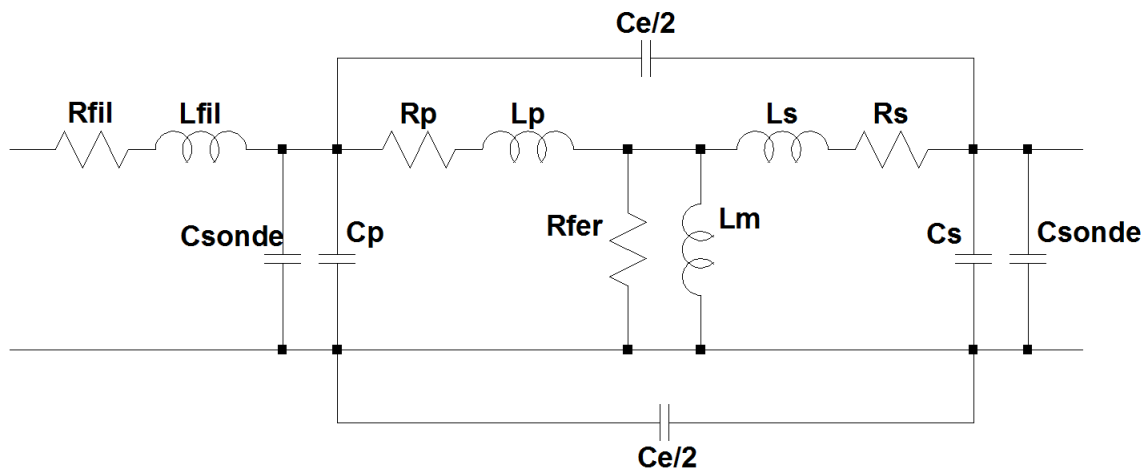 Ce/2
Rfil Lfil Rp Lp Ls Rs
Csonde Cp Rfer Lm Cs Csonde
Ce/2